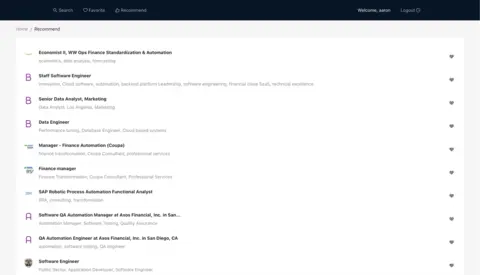 Search Favorite Recommend Welcome, aaron Logout
Home / Recommend
Economist II, WW Ops Finance Standardization & Automation
economics, data analysis, forecasting
Staff Software Engineer
innovation, Cloud software, automation, backend platform Leadership, software engineering, financial close SaaS, technical excellence
Senior Data Analyst, Marketing
Data Analyst, Los Angeles, Marketing
Data Engineer
Performance tuning, Database Engineer, Cloud-based systems
Manager - Finance Automation (Coupa)
financial transformation, Coupa Consultant, professional services
Finance manager
Finance Transformation, Coupa Consultant, Professional Services
SAP Robotic Process Automation Functional Analyst
RPA, consulting, transformation
Software QA Automation Manager at Axos Financial, Inc. in San...
Automation Manager, Software Testing, Quality Assurance
QA Automation Engineer at Axos Financial, Inc. in San Diego, CA
automation, software testing, QA engineer
Software Engineer
Public Sector, Application Developer, Software Engineer